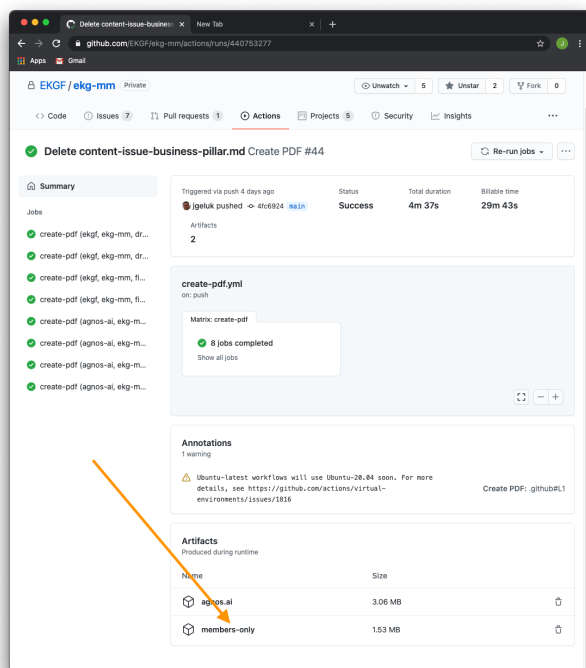 Delete content-issue-business
New Tab
github.com/EKGF/ekg-mm/actions/runs/440753277
J
Apps
Gmail
EKGF / ekg-mm Private
Unwatch 5
Unstar 2
Fork 0
Code
Issues 7
Pull requests 1
Actions
Projects 5
Security
Insights
Delete content-issue-business-pillar.md Create PDF #44
Re-run jobs
Summary
Jobs
create-pdf (ekgf, ekg-mm, dr...
create-pdf (ekgf, ekg-mm, dr...
create-pdf (ekgf, ekg-mm, fi...
create-pdf (ekgf, ekg-mm, fi...
create-pdf (agnos-ai, ekg-m...
create-pdf (agnos-ai, ekg-m...
create-pdf (agnos-ai, ekg-m...
create-pdf (agnos-ai, ekg-m...
Triggered via push 4 days ago
jgeluk pushed 4fc6924 main
Status
Success
Total duration
4m 37s
Billable time
29m 43s
Artifacts
2
create-pdf.yml
on: push
Matrix: create-pdf
8 jobs completed
Show all jobs
Annotations
1 warning
Ubuntu-latest workflows will use Ubuntu-20.04 soon. For more
details, see https://github.com/actions/virtual-
environments/issues/1816
Create PDF: .github#L1
Artifacts
Produced during runtime
Name
Size
agnos.ai
3.06 MB
members-only
1.53 MB